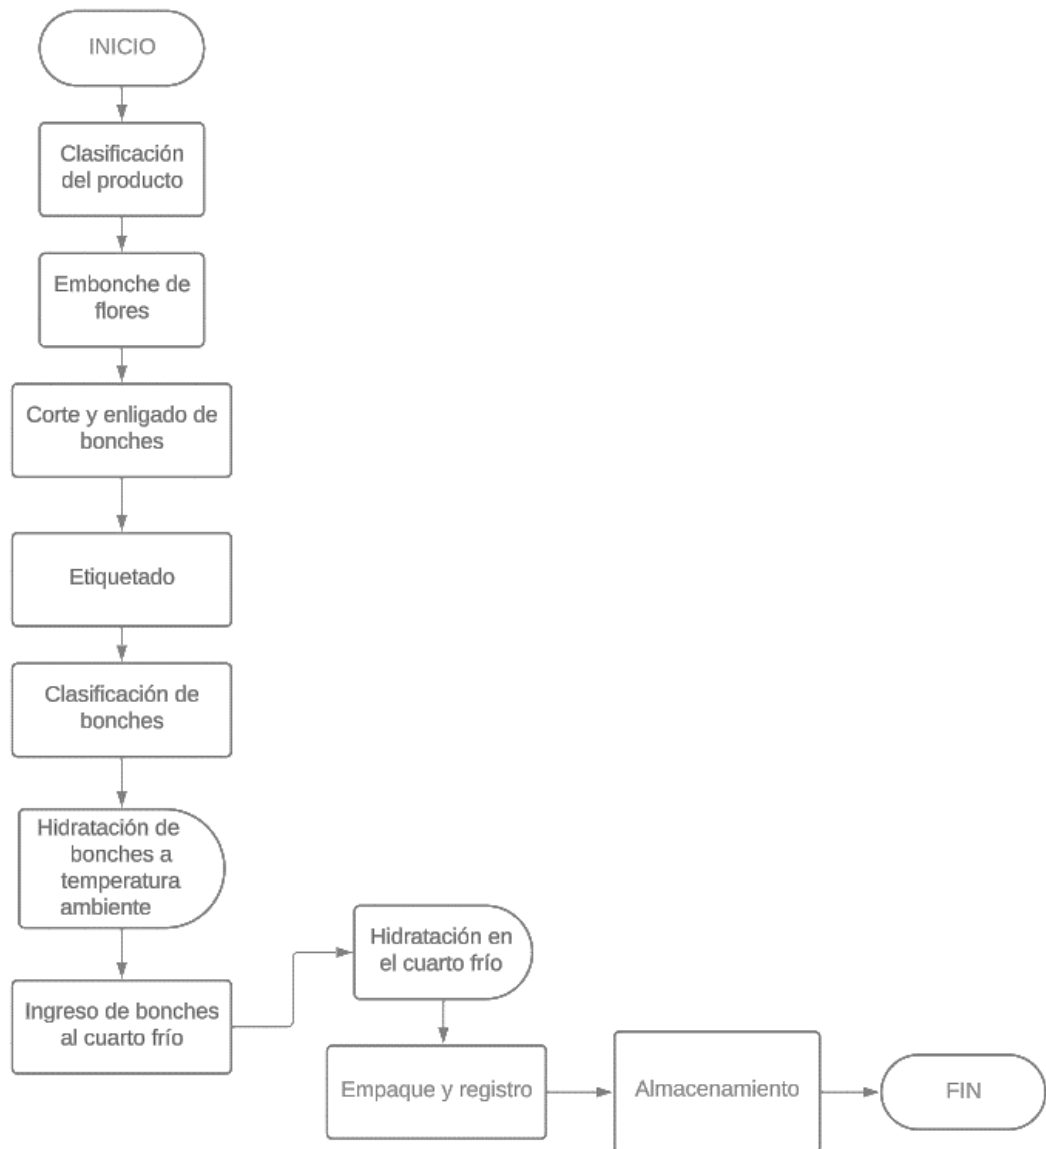 INICIO
Clasificación
del producto
Embonche de
flores
Corte y enligado de
bonches
Etiquetado
Clasificación de
bonches
Hidratación de
bonches a
temperatura
ambiente
Ingreso de bonches
al cuarto frío
Hidratación en
el cuarto frío
Empaque y registro
Almacenamiento
FIN